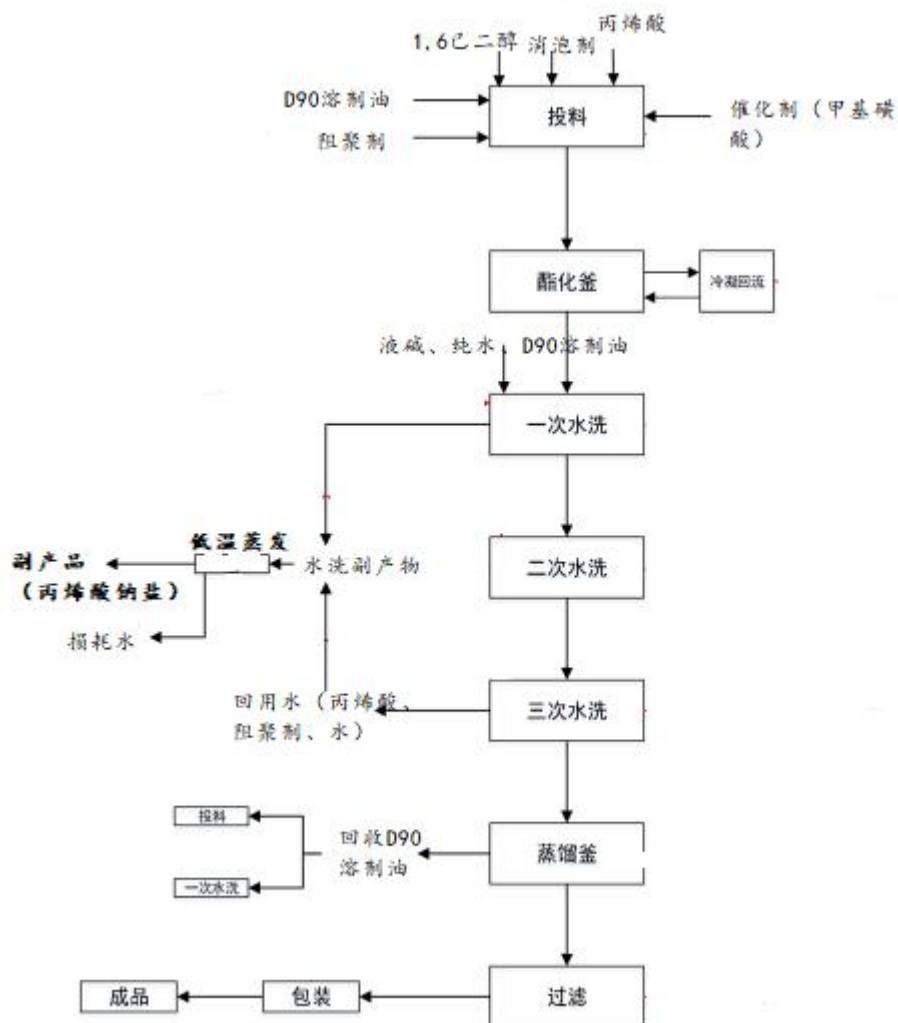 丙烯酸
1,6已二醇
消泡剂
D90溶制油
阻聚制
投料
催化剂（甲基磺
酸）
酯化釜
冷凝回流
液碱、纯水、D90溶剂油
一次水洗
低温蒸发
副产品
（丙烯酸钠盐）
水洗副产物
二次水洗
损耗水
回用水（丙烯酸、
阻聚制、水）
三次水洗
投料
回收D90
溶制油
蒸馏釜
一次水洗
成品
包装
过滤